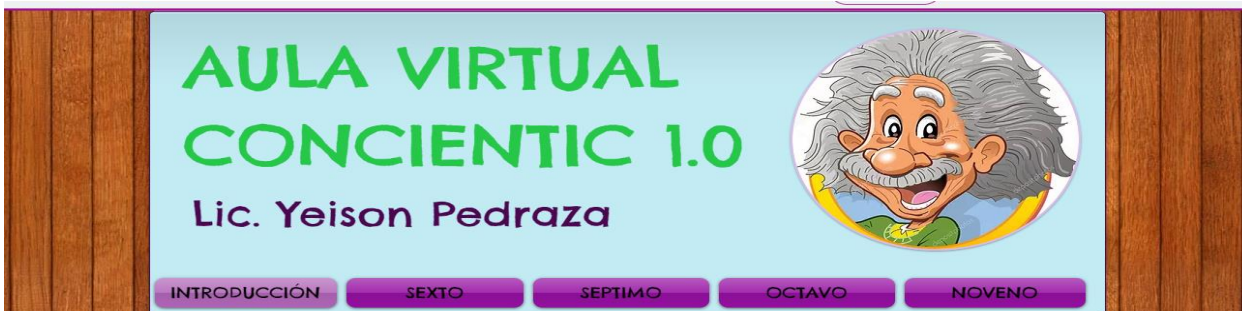 AULA VIRTUAL
CONCIENTIC 1.0
Lic. Yeison Pedraza
INTRODUCCIÓN SEXTO SEPTIMO OCTAVO NOVENO